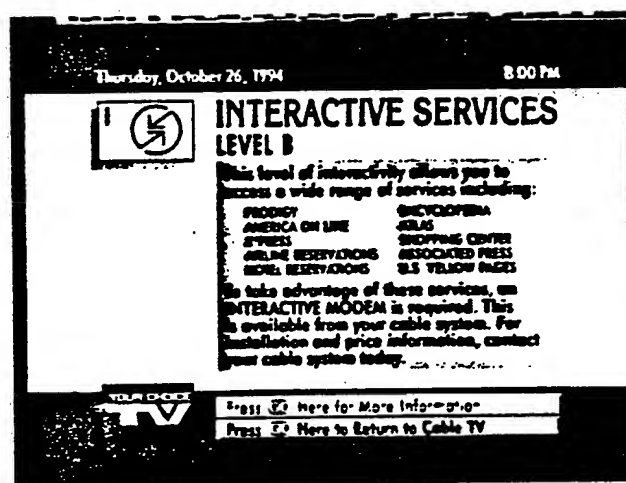 Thursday, October 26, 1994 8:00 PM
INTERACTIVE SERVICES
LEVEL B
This level of interactivity allows you to
access a wide range of services including:
PRODIGY ENCYCLOPEDIA
AMERICA ON LINE ATLAS
X*PRESS SHOPPING CENTER
AIRLINE RESERVATIONS ASSOCIATED PRESS
HOTEL RESERVATIONS U.S. YELLOW PAGES
To take advantage of these services, an
INTERACTIVE MODEM is required. This
is available from your cable system. For
installation and price information, contact
your cable system today.
YOUR CHOICE
TV
Press Here for More Information
Press Here to Return to Cable TV